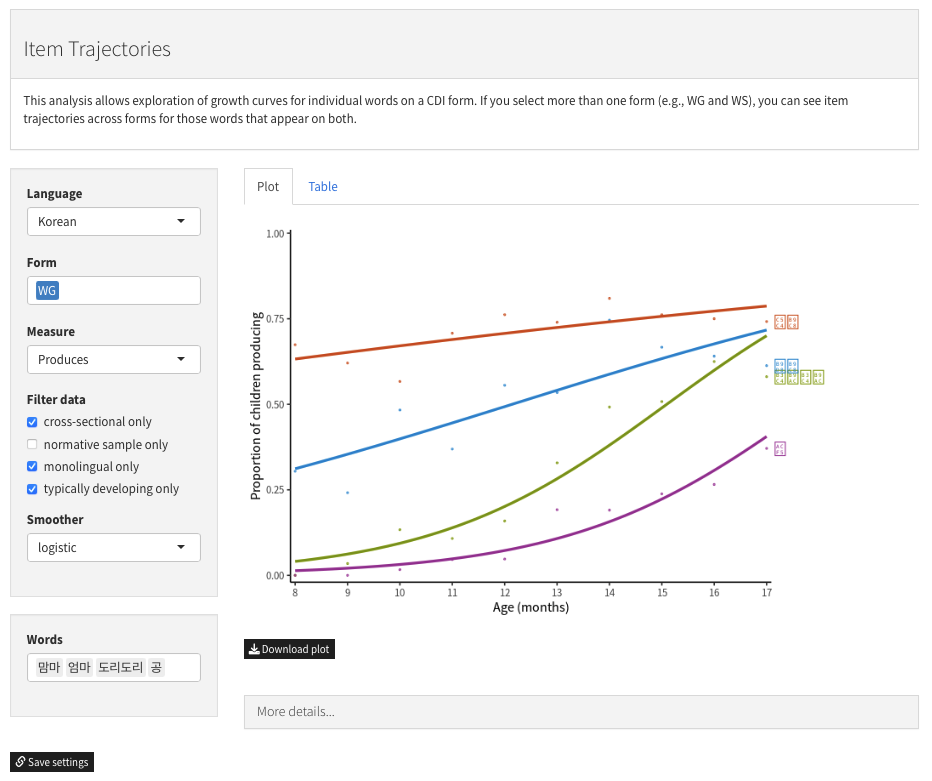 Item Trajectories
This analysis allows exploration of growth curves for individual words on a CDI form. If you select more than one form (e.g., WG and WS), you can see item
trajectories across forms for those words that appear on both.
Language
Korean
Form
WG
Measure
Produces
Filter data
cross-sectional only
normative sample only
monolingual only
typically developing only
Smoother
logistic
Words
맘마 엄마 도리도리 공
Save settings
Plot Table
Proportion of children producing
1.00
0.75
0.50
0.25
0.00
8 9 10 11 12 13 14 15 16 17
Age (months)
Download plot
More details...